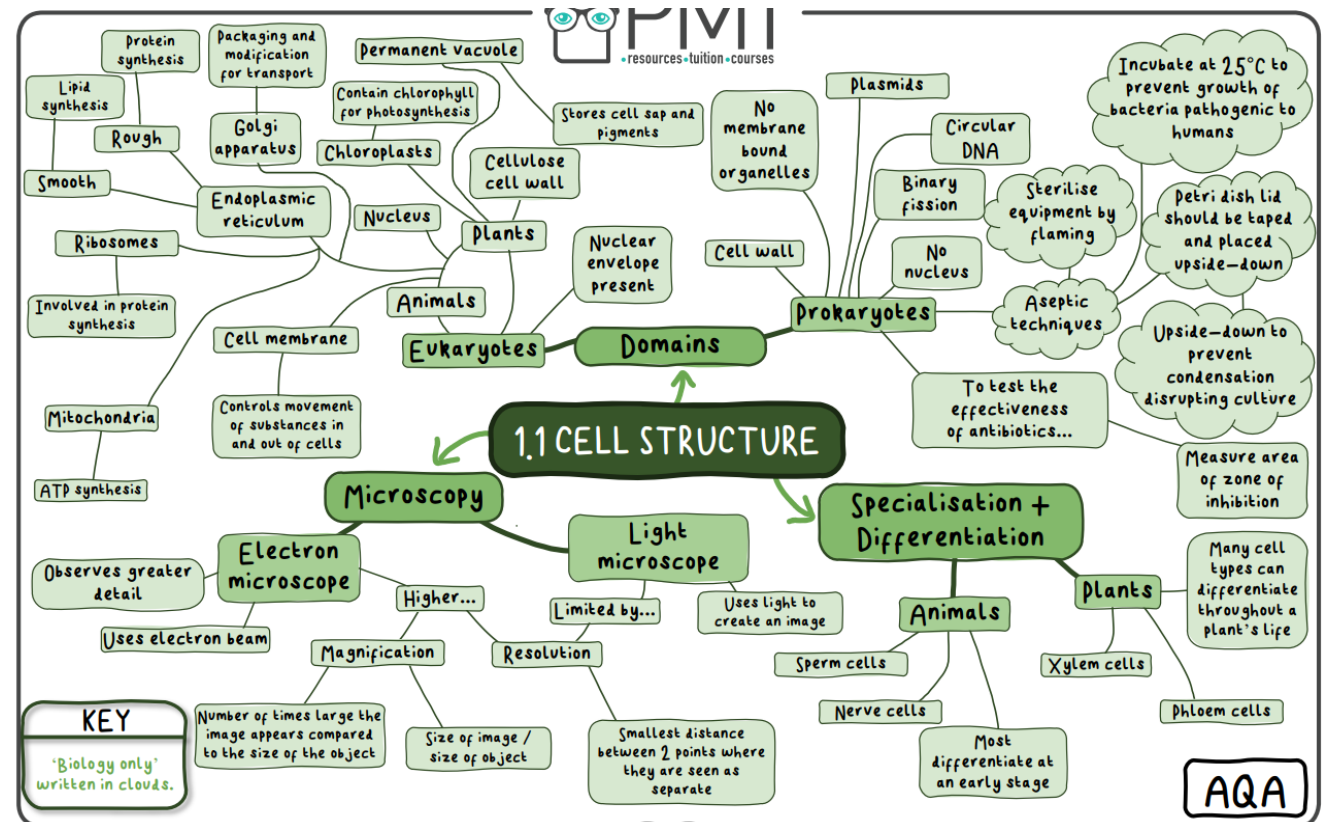 PMT
•resources•tuition•courses
Protein
synthesis
Packaging and
modification
for transport
Permanent vacuole
Lipid
synthesis
Contain chlorophyll
for photosynthesis
Stores cell sap and
pigments
Rough
Golgi
apparatus
Chloroplasts
Cellulose
cell wall
Smooth
Endoplasmic
reticulum
Nucleus
Plants
Ribosomes
Nuclear
envelope
present
Involved in protein
synthesis
Animals
Cell membrane
Eukaryotes
Controls movement
of substances in
and out of cells
Mitochondria
ATP synthesis
Domains
No
membrane
bound
organelles
Plasmids
Circular
DNA
Binary
fission
Cell wall
No
nucleus
Prokaryotes
Incubate at 25°C to
prevent growth of
bacteria pathogenic to
humans
Sterilise
equipment by
flaming
Petri dish lid
should be taped
and placed
upside-down
Aseptic
techniques
Upside-down to
prevent
condensation
disrupting culture
To test the
effectiveness
of antibiotics...
Measure area
of zone of
inhibition
1.1 CELL STRUCTURE
Microscopy
Electron
microscope
Light
microscope
Observes greater
detail
Higher...
Limited by...
Uses light to
create an image
Uses electron beam
Magnification
Resolution
Number of times large the
image appears compared
to the size of the object
Size of image /
size of object
Smallest distance
between 2 points where
they are seen as
separate
Specialisation +
Differentiation
Animals
Plants
Many cell
types can
differentiate
throughout a
plant's life
Sperm cells
Xylem cells
Nerve cells
Phloem cells
Most
differentiate at
an early stage
KEY
'Biology only'
written in clouds.
AQA